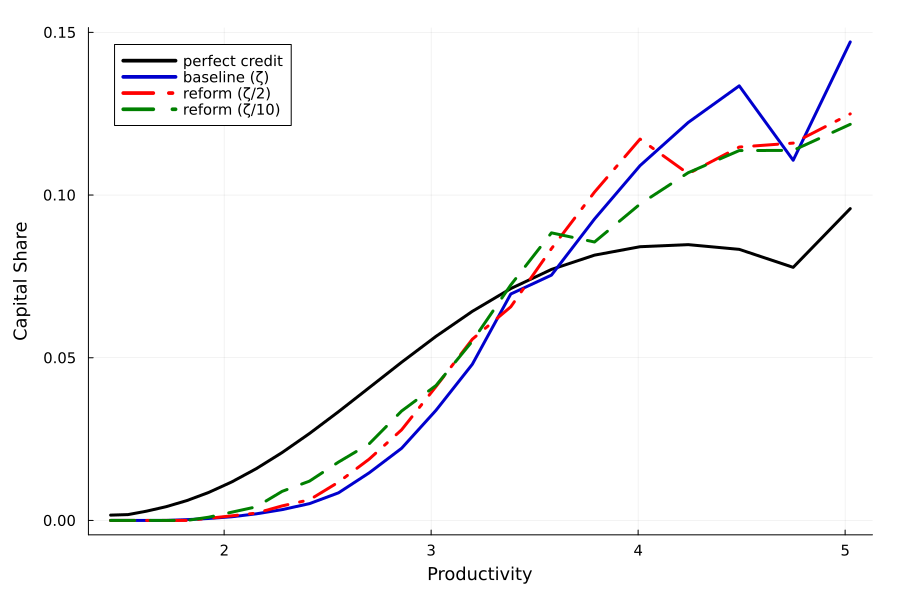 0.15
perfect credit
baseline (ζ)
reform (ζ/2)
reform (ζ/10)
0.10
Capital Share
0.05
0.00
2 3 4 5
Productivity